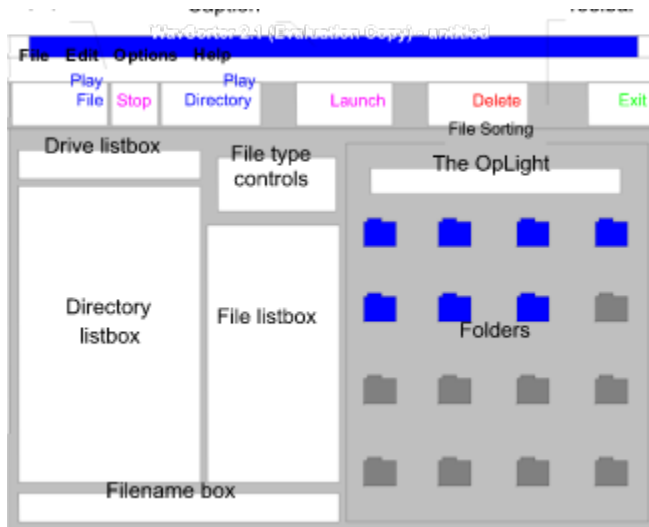 Caption
Toolbar
WavSorter 2.1 (Evaluation Copy) - untitled
File Edit Options Help
Play File
Stop
Play Directory
Launch
Delete
Exit
File Sorting
Drive listbox
File type controls
The OpLight
Directory listbox
File listbox
Folders
Filename box